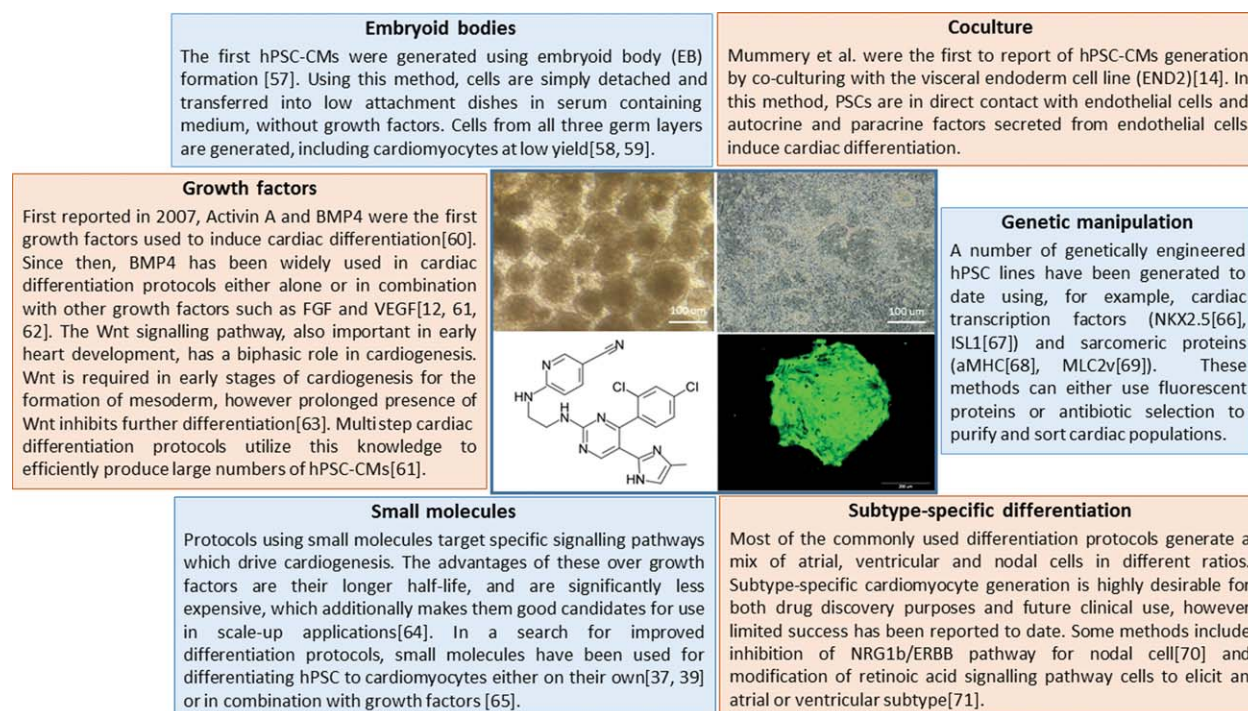 Embryoid bodies
The first hPSC-CMs were generated using embryoid body (EB)
formation [57]. Using this method, cells are simply detached and
transferred into low attachment dishes in serum containing
medium, without growth factors. Cells from all three germ layers
are generated, including cardiomyocytes at low yield[58, 59].
Coculture
Mummery et al. were the first to report of hPSC-CMs generation
by co-culturing with the visceral endoderm cell line (END2)[14]. In
this method, PSCs are in direct contact with endothelial cells and
autocrine and paracrine factors secreted from endothelial cells
induce cardiac differentiation.
Growth factors
First reported in 2007, Activin A and BMP4 were the first
growth factors used to induce cardiac differentiation[60].
Since then, BMP4 has been widely used in cardiac
differentiation protocols either alone or in combination
with other growth factors such as FGF and VEGF[12, 61,
62]. The Wnt signalling pathway, also important in early
heart development, has a biphasic role in cardiogenesis.
Wnt is required in early stages of cardiogenesis for the
formation of mesoderm, however prolonged presence of
Wnt inhibits further differentiation[63]. Multistep cardiac
differentiation protocols utilize this knowledge to
efficiently produce large numbers of hPSC-CMs[61].
100 um
100 um
N
N
NH
H
N
Cl
Cl
N
N
N
HN
Genetic manipulation
A number of genetically engineered
hPSC lines have been generated to
date using, for example, cardiac
transcription factors (NKX2.5[66],
ISL1[67]) and sarcomeric proteins
(aMHC[68], MLC2v[69]). These
methods can either use fluorescent
proteins or antibiotic selection to
purify and sort cardiac populations.
Small molecules
Protocols using small molecules target specific signalling pathways
which drive cardiogenesis. The advantages of these over growth
factors are their longer half-life, and are significantly less
expensive, which additionally makes them good candidates for use
in scale-up applications[64]. In a search for improved
differentiation protocols, small molecules have been used for
differentiating hPSC to cardiomyocytes either on their own[37, 39]
or in combination with growth factors [65].
Subtype-specific differentiation
Most of the commonly used differentiation protocols generate a
mix of atrial, ventricular and nodal cells in different ratios.
Subtype-specific cardiomyocyte generation is highly desirable for
both drug discovery purposes and future clinical use, however
limited success has been reported to date. Some methods include
inhibition of NRG1b/ERBB pathway for nodal cell[70] and
modification of retinoic acid signalling pathway cells to elicit an
atrial or ventricular subtype[71].